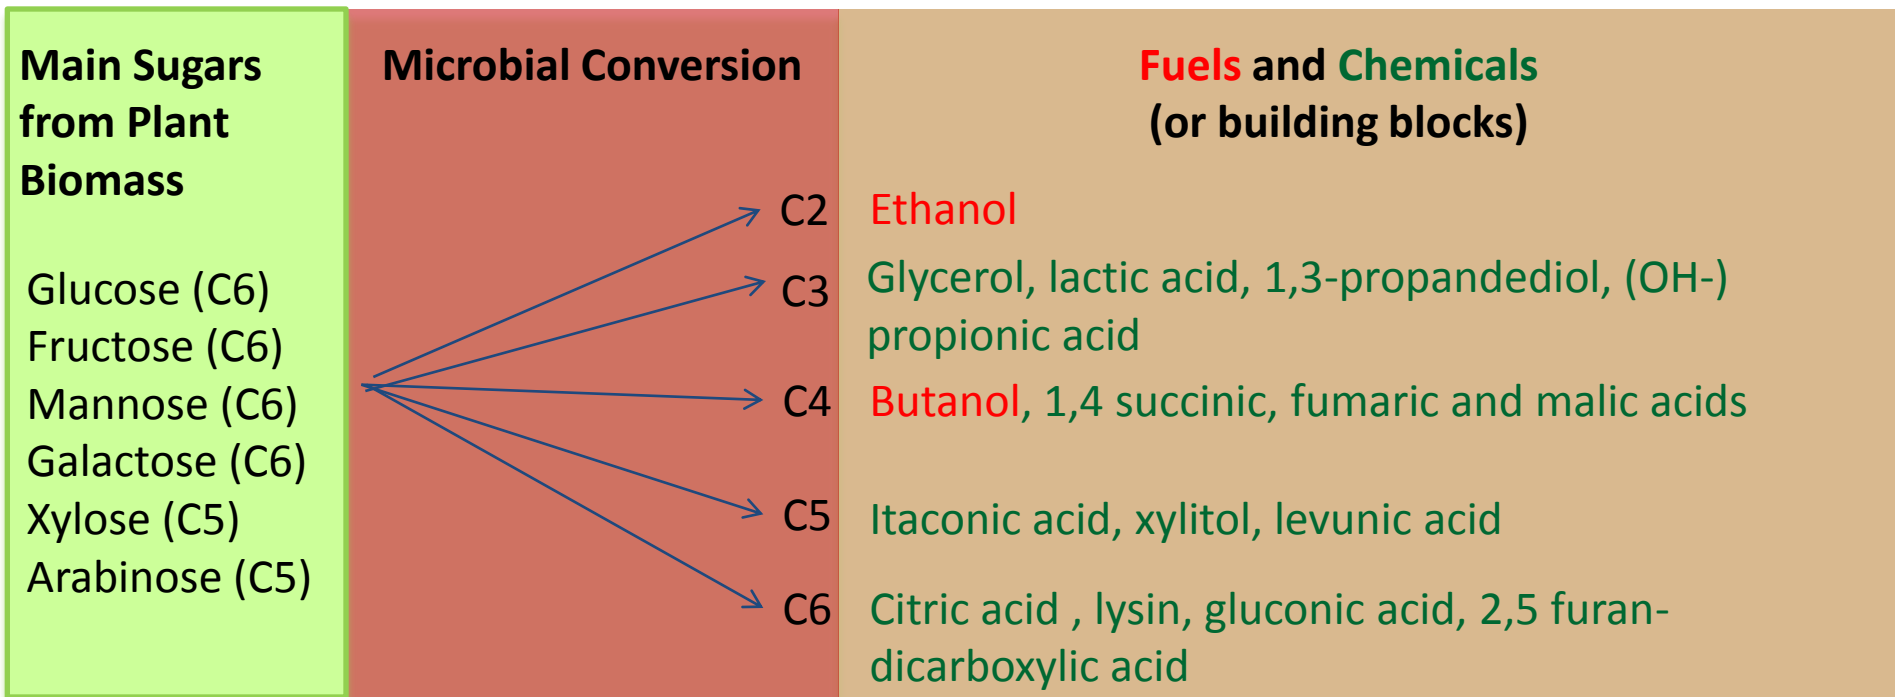 Main Sugars
from Plant
Biomass
Glucose (C6)
Fructose (C6)
Mannose (C6)
Galactose (C6)
Xylose (C5)
Arabinose (C5)
Microbial Conversion
Fuels and Chemicals
(or building blocks)
C2 Ethanol
C3 Glycerol, lactic acid, 1,3-propandediol, (OH-)
propionic acid
C4 Butanol, 1,4 succinic, fumaric and malic acids
C5 Itaconic acid, xylitol, levunic acid
C6 Citric acid , lysin, gluconic acid, 2,5 furan-
dicarboxylic acid